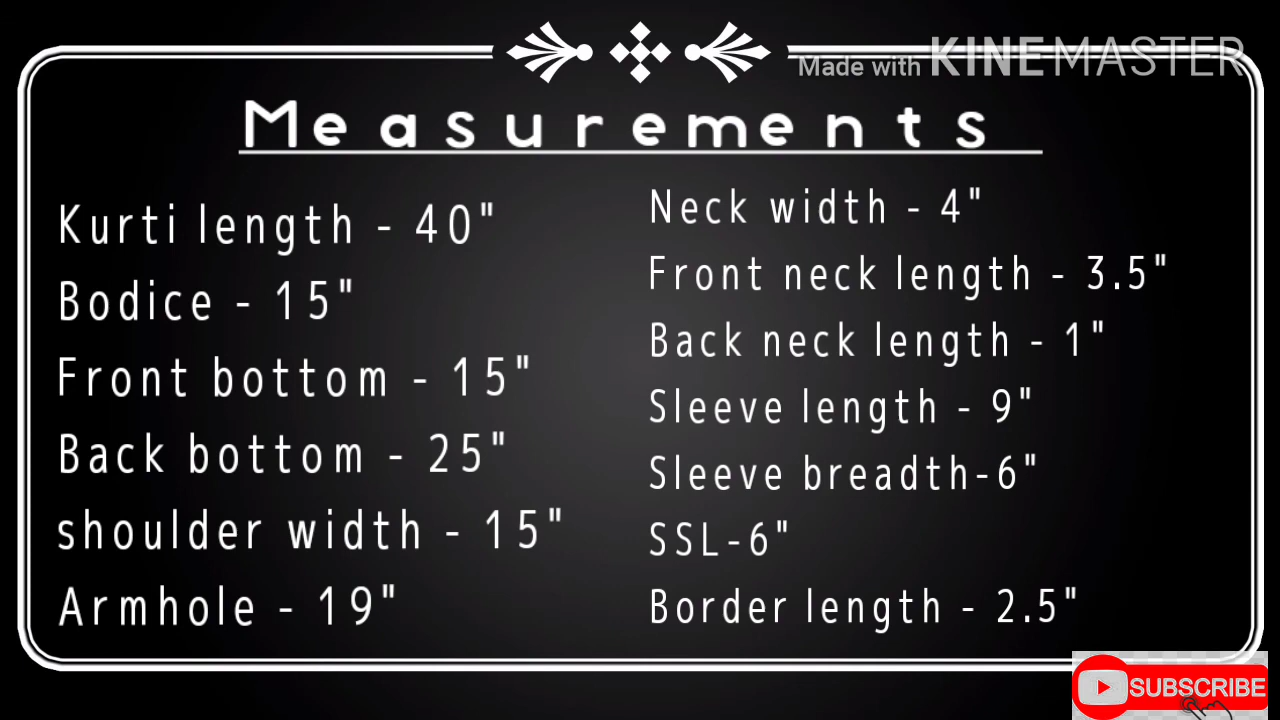 Made with KINEMASTER
Measurements
Kurti length - 40"
Bodice - 15"
Front bottom - 15"
Back bottom - 25"
shoulder width - 15"
Armhole - 19"
Neck width - 4"
Front neck length - 3.5"
Back neck length - 1"
Sleeve length - 9"
Sleeve breadth-6"
SSL-6"
Border length - 2.5"
SUBSCRIBE